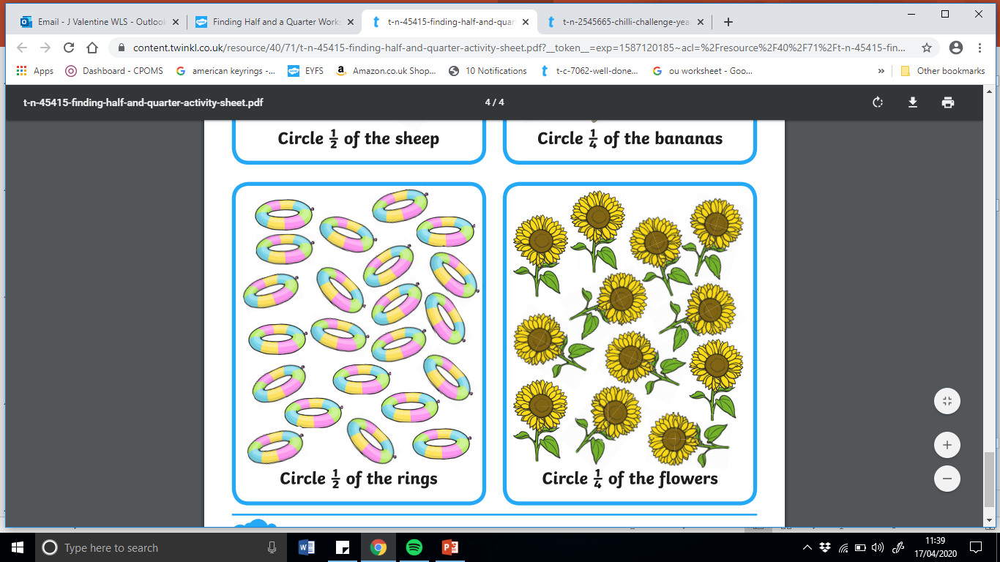 Email - J Valentine WLS - Outlook
Finding Half and a Quarter Works
t-n-45415-finding-half-and-quar
t-n-2545665-chilli-challenge-yea
content.twinkl.co.uk/resource/40/71/t-n-45415-finding-half-and-quarter-activity-sheet.pdf?__token__=exp=1587120185~acl=%2Fresource%2F40%2F71%2Ft-n-45415-fin...
Apps
Dashboard - CPOMS
american keyrings -...
EYFS
Amazon.co.uk Shop...
10 Notifications
t-c-7062-well-done...
ou worksheet - Goo...
»
Other bookmarks
t-n-45415-finding-half-and-quarter-activity-sheet.pdf
4 / 4
Circle 1/2 of the sheep
Circle 1/4 of the bananas
Circle 1/2 of the rings
Circle 1/4 of the flowers
Type here to search
11:39
17/04/2020